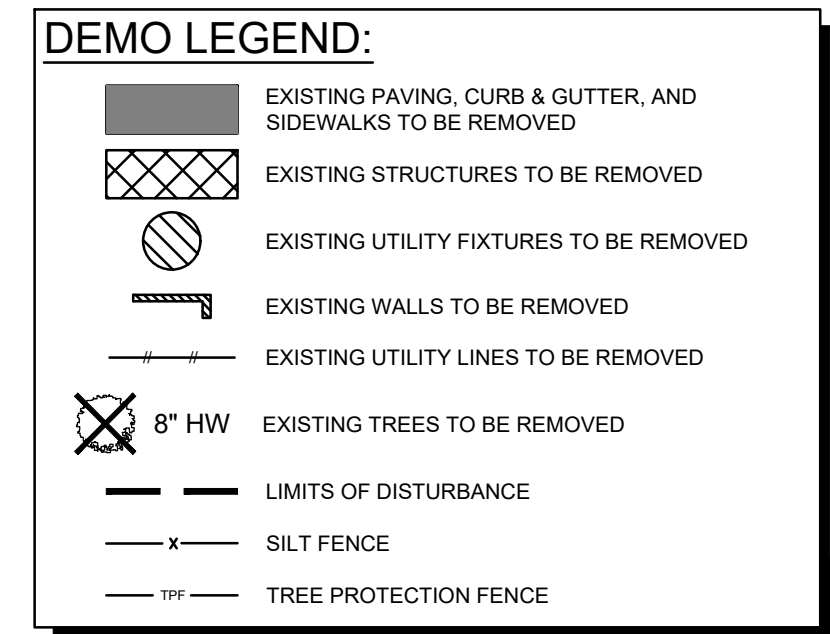 DEMO LEGEND:
EXISTING PAVING, CURB & GUTTER, AND
SIDEWALKS TO BE REMOVED
EXISTING STRUCTURES TO BE REMOVED
EXISTING UTILITY FIXTURES TO BE REMOVED
EXISTING WALLS TO BE REMOVED
EXISTING UTILITY LINES TO BE REMOVED
8" HW EXISTING TREES TO BE REMOVED
LIMITS OF DISTURBANCE
x SILT FENCE
TPF TREE PROTECTION FENCE